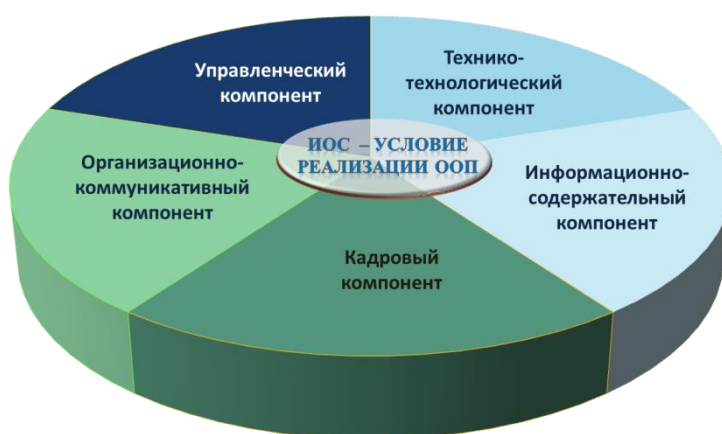 Управленческий
компонент
Технико-
технологический
компонент
ИОС – УСЛОВИЕ
РЕАЛИЗАЦИИ ООП
Организационно-
коммуникативный
компонент
Информационно-
содержательный
компонент
Кадровый
компонент